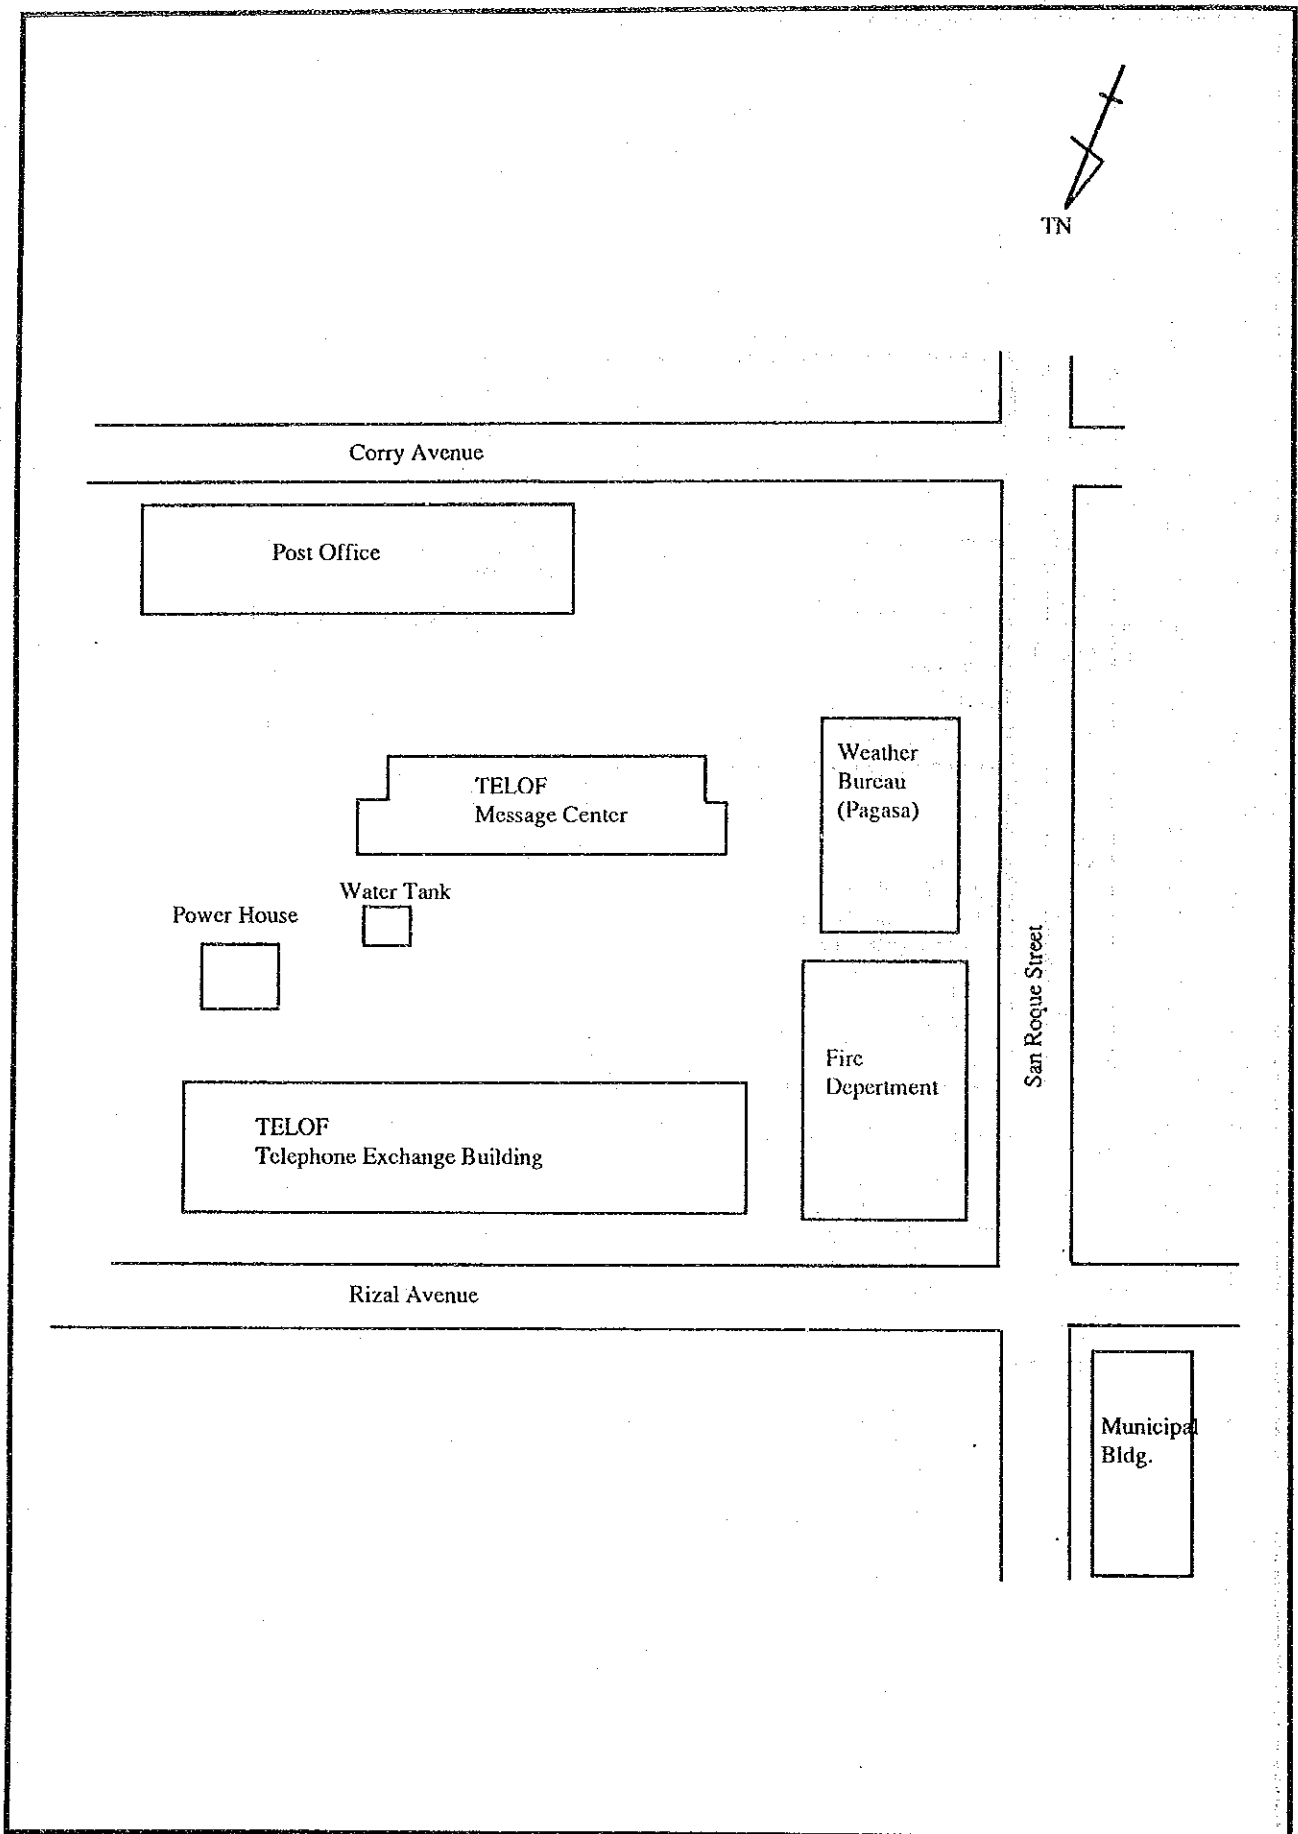 TN
Corry Avenue
Post Office
Weather
Bureau
(Pagasa)
TELOF
Message Center
Water Tank
Power House
San Roque Street
Fire
Depertment
TELOF
Telephone Exchange Building
Rizal Avenue
Municipal
Bldg.